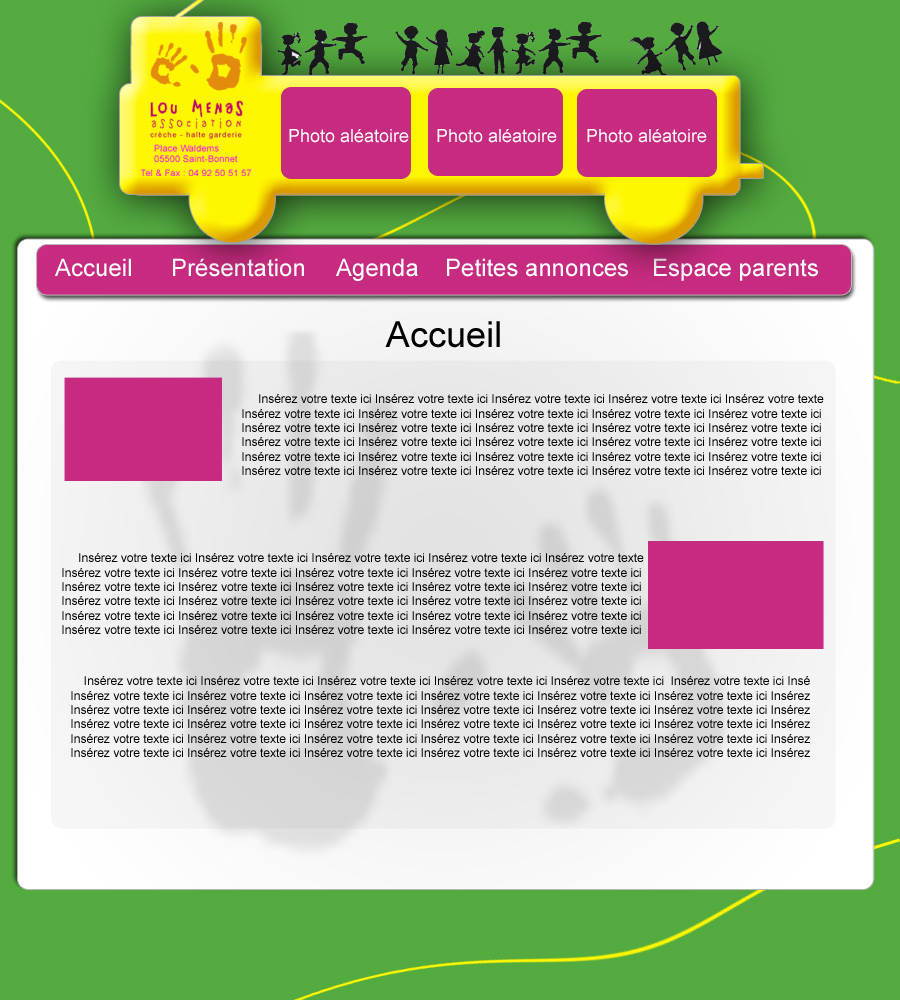 LOU MENAS
association
crèche - halte garderie
Place Waldems
05500 Saint-Bonnet
Tel & Fax : 04 92 50 51 57
Photo aléatoire
Photo aléatoire
Photo aléatoire
Accueil Présentation Agenda Petites annonces Espace parents
Accueil
Insérez votre texte ici Insérez votre texte ici Insérez votre texte ici Insérez votre texte ici Insérez votre texte
Insérez votre texte ici Insérez votre texte ici Insérez votre texte ici Insérez votre texte ici Insérez votre texte ici
Insérez votre texte ici Insérez votre texte ici Insérez votre texte ici Insérez votre texte ici Insérez votre texte ici
Insérez votre texte ici Insérez votre texte ici Insérez votre texte ici Insérez votre texte ici Insérez votre texte ici
Insérez votre texte ici Insérez votre texte ici Insérez votre texte ici Insérez votre texte ici Insérez votre texte ici
Insérez votre texte ici Insérez votre texte ici Insérez votre texte ici Insérez votre texte ici Insérez votre texte ici
Insérez votre texte ici Insérez votre texte ici Insérez votre texte ici Insérez votre texte ici Insérez votre texte
Insérez votre texte ici Insérez votre texte ici Insérez votre texte ici Insérez votre texte ici Insérez votre texte ici
Insérez votre texte ici Insérez votre texte ici Insérez votre texte ici Insérez votre texte ici Insérez votre texte ici
Insérez votre texte ici Insérez votre texte ici Insérez votre texte ici Insérez votre texte ici Insérez votre texte ici
Insérez votre texte ici Insérez votre texte ici Insérez votre texte ici Insérez votre texte ici Insérez votre texte ici
Insérez votre texte ici Insérez votre texte ici Insérez votre texte ici Insérez votre texte ici Insérez votre texte ici
Insérez votre texte ici Insérez votre texte ici Insérez votre texte ici Insérez votre texte ici Insérez votre texte ici Insérez votre texte ici Insé
Insérez votre texte ici Insérez votre texte ici Insérez votre texte ici Insérez votre texte ici Insérez votre texte ici Insérez votre texte ici Insérez
Insérez votre texte ici Insérez votre texte ici Insérez votre texte ici Insérez votre texte ici Insérez votre texte ici Insérez votre texte ici Insérez
Insérez votre texte ici Insérez votre texte ici Insérez votre texte ici Insérez votre texte ici Insérez votre texte ici Insérez votre texte ici Insérez
Insérez votre texte ici Insérez votre texte ici Insérez votre texte ici Insérez votre texte ici Insérez votre texte ici Insérez votre texte ici Insérez
Insérez votre texte ici Insérez votre texte ici Insérez votre texte ici Insérez votre texte ici Insérez votre texte ici Insérez votre texte ici Insérez